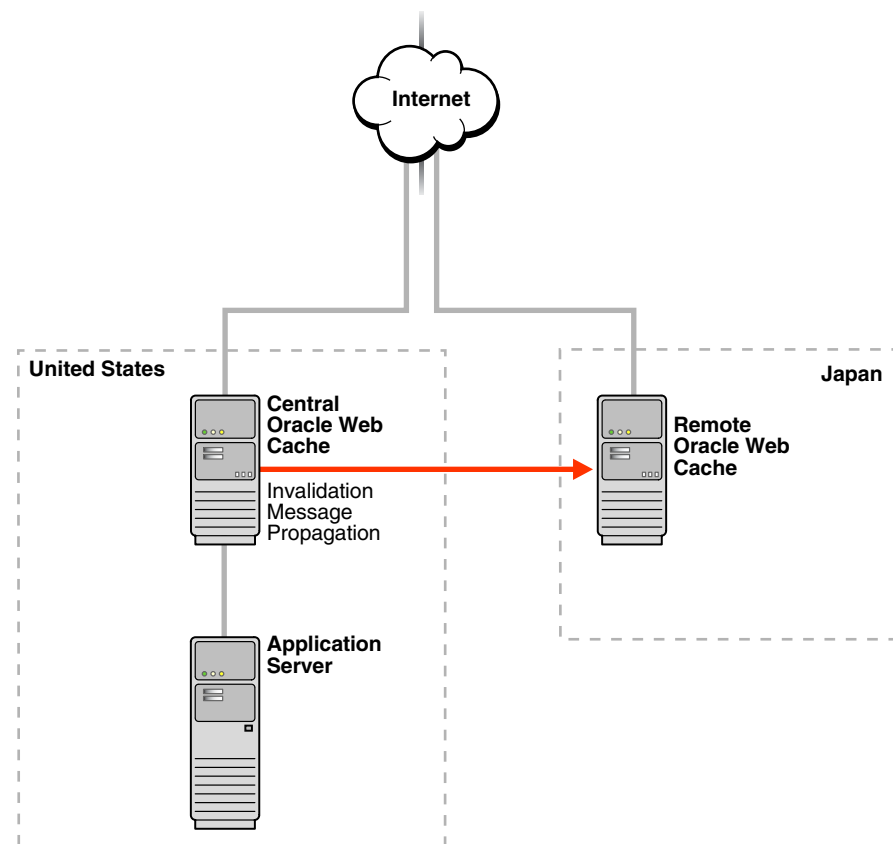 Internet
United States
Japan
Central
Oracle Web
Cache
Remote
Oracle Web
Cache
Invalidation
Message
Propagation
Application
Server